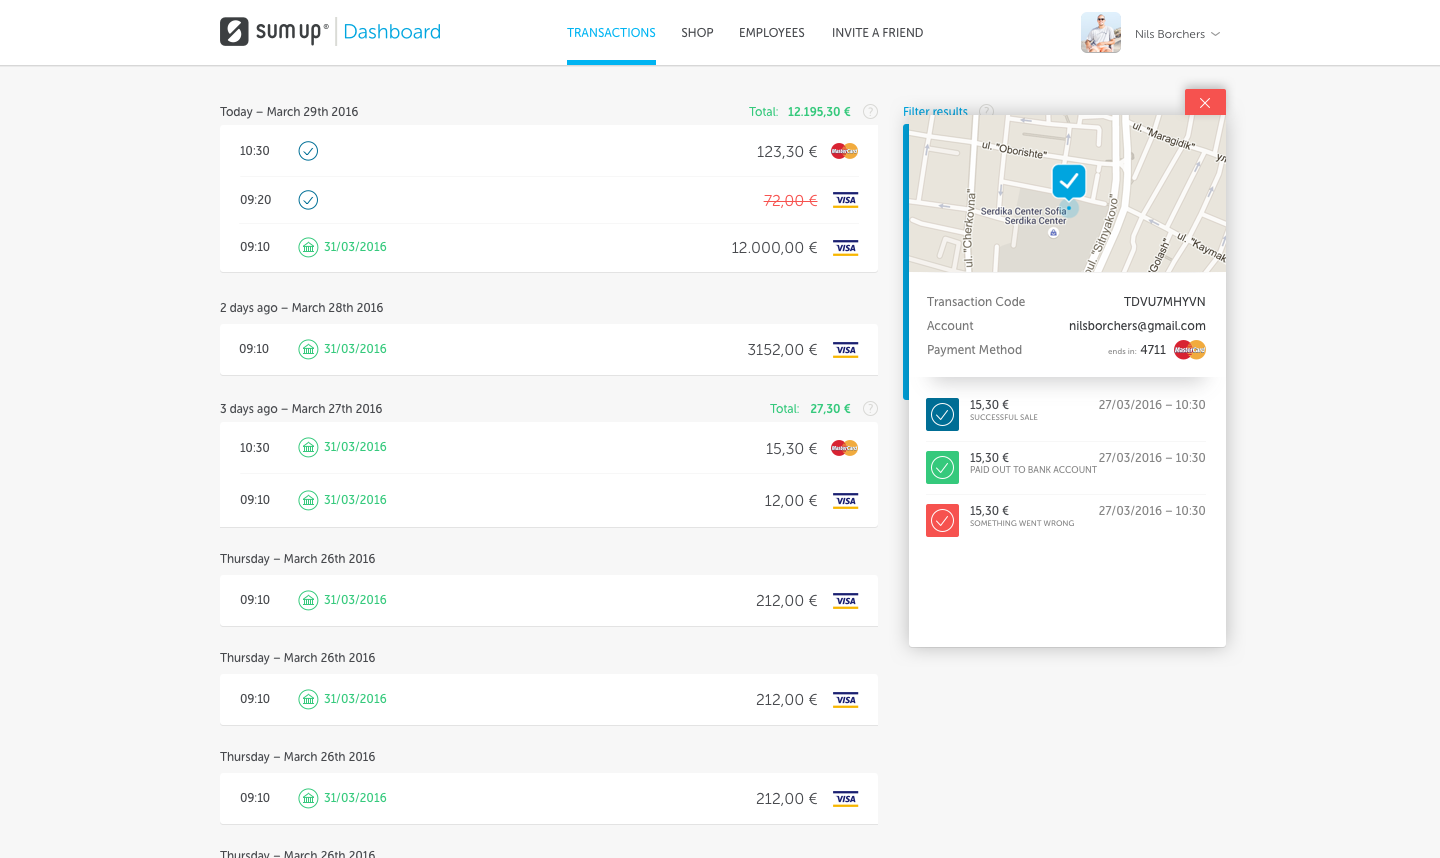 sumup® | Dashboard
TRANSACTIONS
SHOP
EMPLOYEES
INVITE A FRIEND
Nils Borchers
Today – March 29th 2016
Total: 12.195,30 €
?
10:30
123,30 €
MasterCard
09:20
72,00 €
VISA
09:10
31/03/2016
12.000,00 €
VISA
2 days ago – March 28th 2016
09:10
31/03/2016
3152,00 €
VISA
3 days ago – March 27th 2016
Total: 27,30 €
?
10:30
31/03/2016
15,30 €
MasterCard
09:10
31/03/2016
12,00 €
VISA
Thursday – March 26th 2016
09:10
31/03/2016
212,00 €
VISA
Thursday – March 26th 2016
09:10
31/03/2016
212,00 €
VISA
Thursday – March 26th 2016
09:10
31/03/2016
212,00 €
VISA
Thursday – March 26th 2016
Filter results
?
ul. "Oborishte"
ul. "Maragidik"
ul. "Cherkovna"
Serdika Center Sofia
Serdika Center
bul. "Sitnyakovo"
"Golash"
ul. "Kaymak
Transaction Code
TDVU7MHYVN
Account
nilsborchers@gmail.com
Payment Method
ends in: 4711
MasterCard
15,30 €
27/03/2016 – 10:30
SUCCESSFUL SALE
15,30 €
27/03/2016 – 10:30
PAID OUT TO BANK ACCOUNT
15,30 €
27/03/2016 – 10:30
SOMETHING WENT WRONG